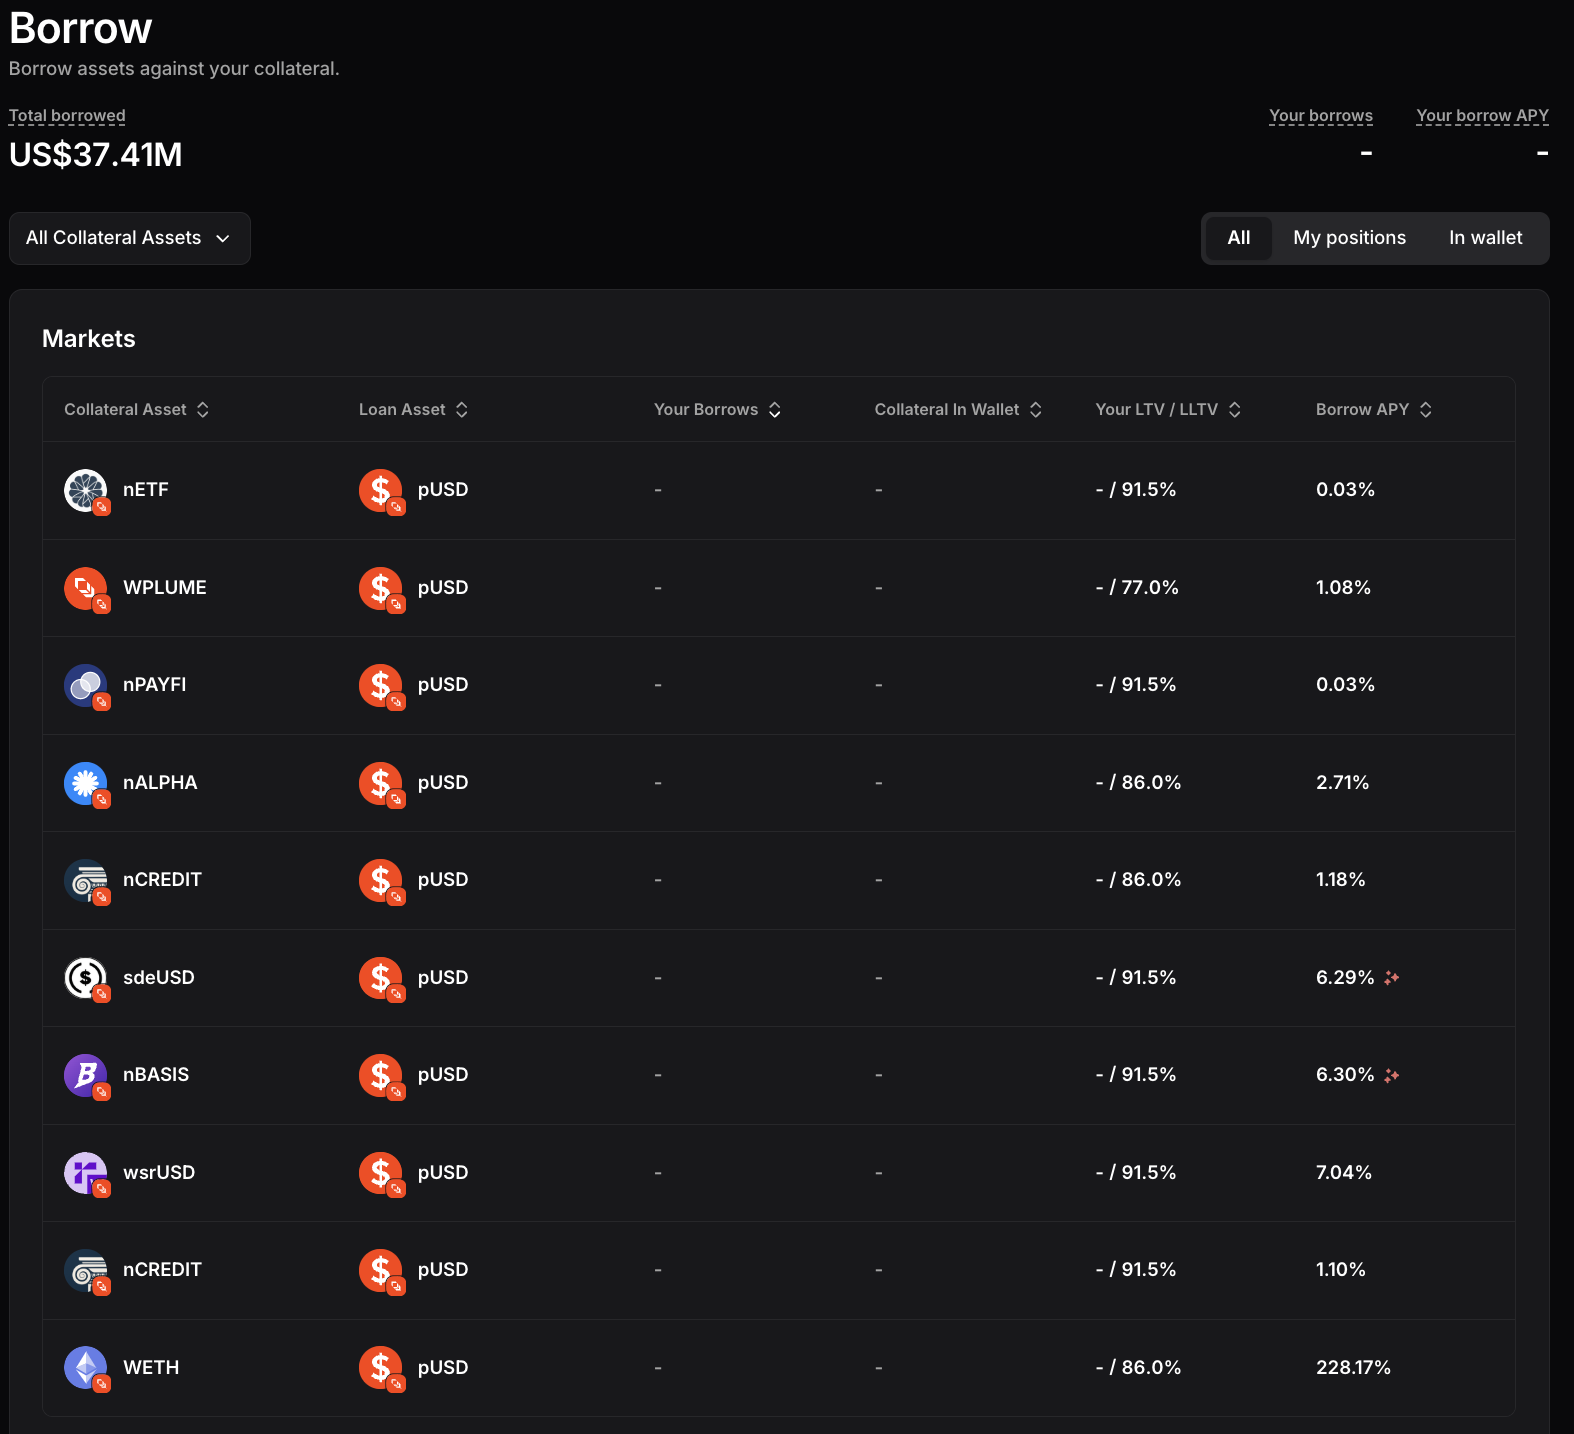 Borrow
Borrow assets against your collateral.
Total borrowed Your borrows Your borrow APY
US$37.41M - -
All Collateral Assets All My positions In wallet
Markets
Collateral Asset Loan Asset Your Borrows Collateral In Wallet Your LTV / LLTV Borrow APY
nETF $ pUSD - - - / 91.5% 0.03%
WPLUME $ pUSD - - - / 77.0% 1.08%
nPAYFI $ pUSD - - - / 91.5% 0.03%
nALPHA $ pUSD - - - / 86.0% 2.71%
nCREDIT $ pUSD - - - / 86.0% 1.18%
$ sdeUSD $ pUSD - - - / 91.5% 6.29%
B nBASIS $ pUSD - - - / 91.5% 6.30%
wsrUSD $ pUSD - - - / 91.5% 7.04%
nCREDIT $ pUSD - - - / 91.5% 1.10%
WETH $ pUSD - - - / 86.0% 228.17%